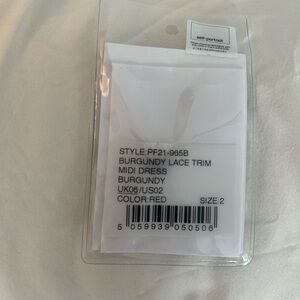 self-portrait
STYLE:PF21-965B
BURGUNDY LACE TRIM
MIDI DRESS
BURGUNDY
UK06/US02
COLOR:RED SIZE:2
5 059939 050506